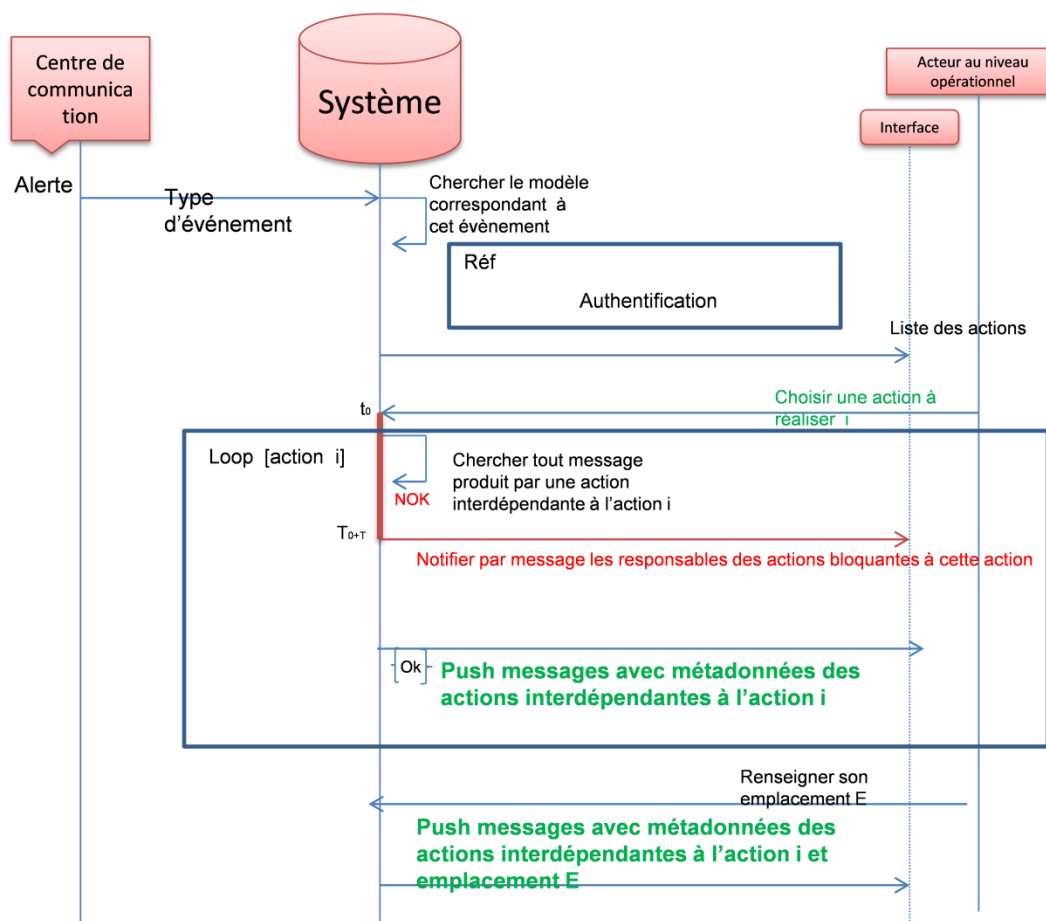 Centre de
communica
tion
Système
Acteur au niveau
opérationnel
Interface
Alerte
Type
d'événement
Chercher le modèle
correspondant à
cet évènement
Réf
Authentification
Liste des actions
Choisir une action à
réaliser i
t0
Loop [action i]
Chercher tout message
produit par une action
interdépendante à l'action i
NOK
T0+T
Notifier par message les responsables des actions bloquantes à cette action
Ok
Push messages avec métadonnées des
actions interdépendantes à l'action i
Renseigner son
emplacement E
Push messages avec métadonnées des
actions interdépendantes à l'action i et
emplacement E